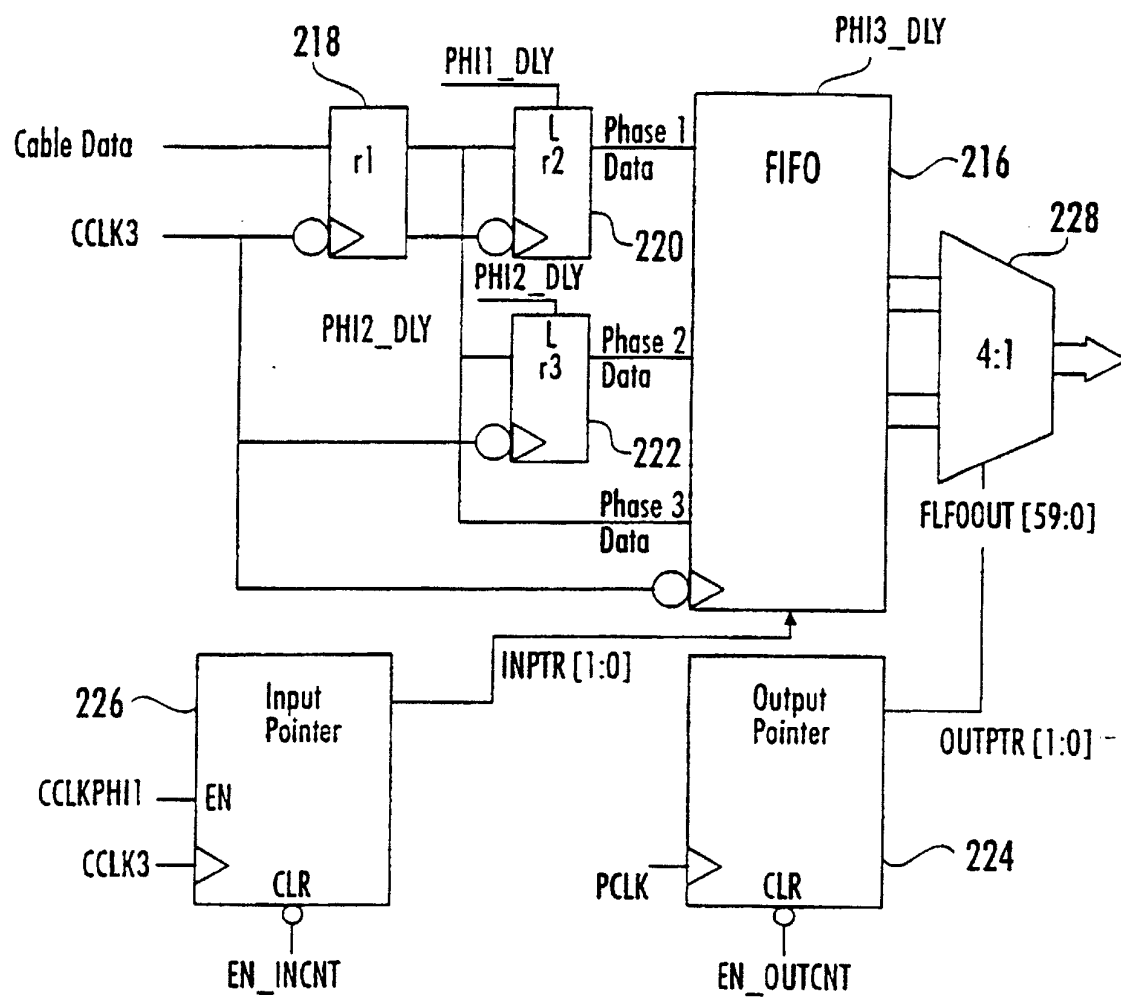 218
PHI1_DLY
PHI3_DLY
Cable Data
r1
L
r2
Phase 1
Data
FIFO
216
CCLK3
220
228
PHI2_DLY
PHI2_DLY
L
r3
Phase 2
Data
4:1
222
Phase 3
Data
FLFOOUT [59:0]
INPTR [1:0]
226
Input
Pointer
Output
Pointer
OUTPTR [1:0]
CCLKPHI1
EN
CCLK3
CLR
PCLK
CLR
224
EN_INCNT
EN_OUTCNT